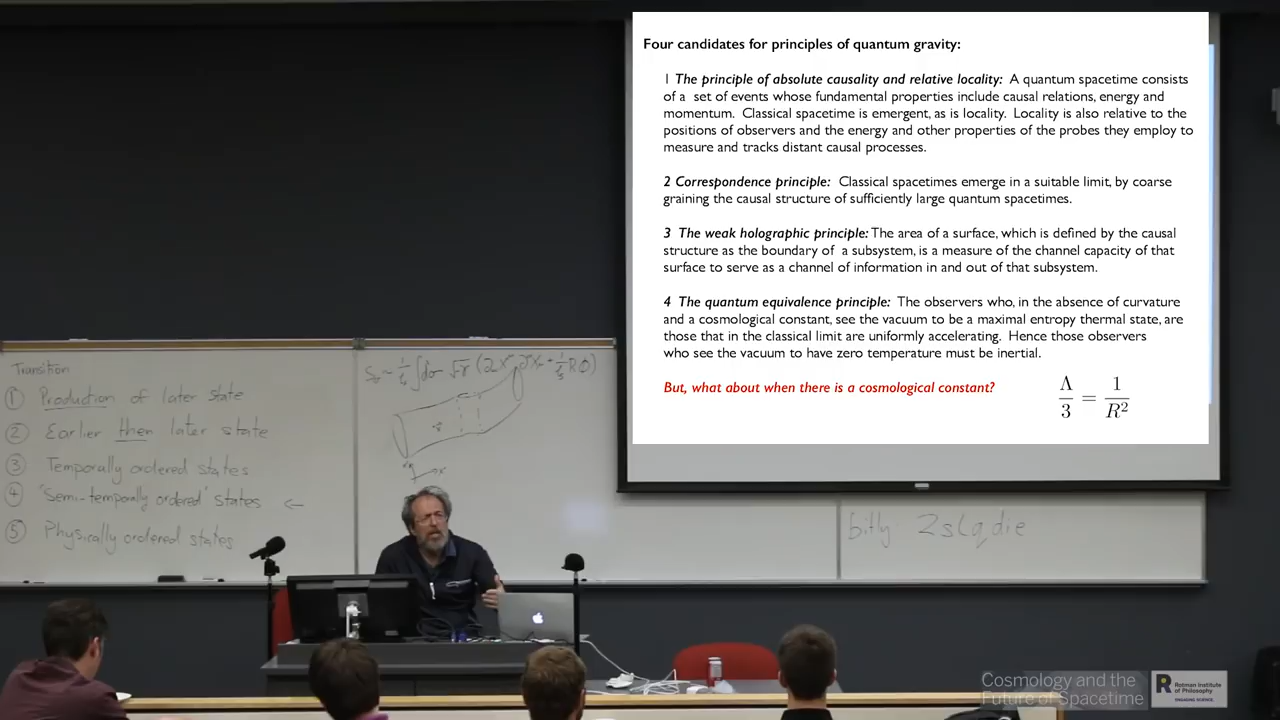 Four candidates for principles of quantum gravity:
1 The principle of absolute causality and relative locality: A quantum spacetime consists
of a set of events whose fundamental properties include causal relations, energy and
momentum. Classical spacetime is emergent, as is locality. Locality is also relative to the
positions of observers and the energy and other properties of the probes they employ to
measure and tracks distant causal processes.
2 Correspondence principle: Classical spacetimes emerge in a suitable limit, by coarse
graining the causal structure of sufficiently large quantum spacetimes.
3 The weak holographic principle: The area of a surface, which is defined by the causal
structure as the boundary of a subsystem, is a measure of the channel capacity of that
surface to serve as a channel of information in and out of that subsystem.
4 The quantum equivalence principle: The observers who, in the absence of curvature
and a cosmological constant, see the vacuum to be a maximal entropy thermal state, are
those that in the classical limit are uniformly accelerating. Hence those observers
who see the vacuum to have zero temperature must be inertial.
But, what about when there is a cosmological constant?
Λ/3 = 1/R²
Transition
① Production of later state
② Earlier then later state
③ Temporally ordered states
④ "Semi-temporally ordered" states ←
⑤ Physically ordered states
bitly:
Cosmology and the
Future of Spacetime
R Rotman Institute
of Philosophy
ENGAGING SCIENCE